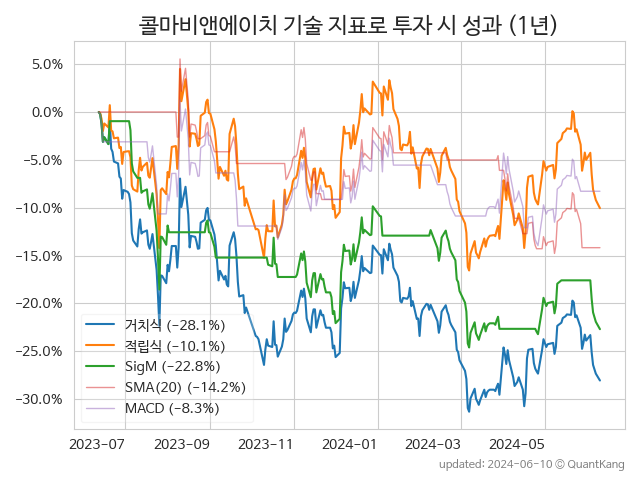 콜마비앤에이치 기술 지표로 투자 시 성과 (1년)
5.0%
0.0%
−5.0%
−10.0%
−15.0%
−20.0%
−25.0%
−30.0%
거치식 (−28.1%)
적립식 (−10.1%)
SigM (−22.8%)
SMA(20) (−14.2%)
MACD (−8.3%)
2023-07 2023-09 2023-11 2024-01 2024-03 2024-05
updated: 2024-06-10 © QuantKang